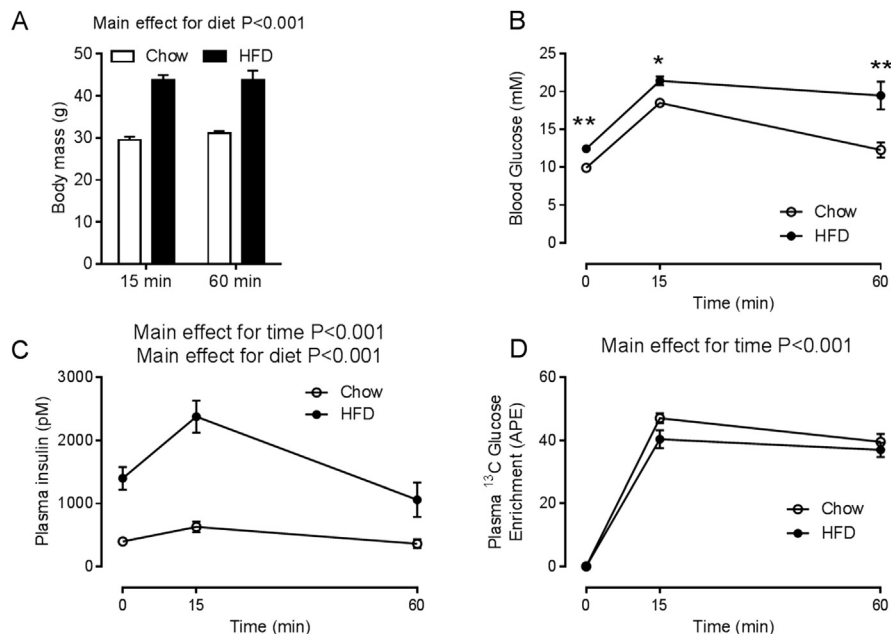 A
Main effect for diet P<0.001
Chow HFD
50
40
30
20
10
0
Body mass (g)
15 min 60 min
B
25
20
15
10
5
0
Blood Glucose (mM)
**
*
**
Chow
HFD
0 15 60
Time (min)
C
Main effect for time P<0.001
Main effect for diet P<0.001
3000
2000
1000
0
Plasma insulin (pM)
Chow
HFD
0 15 60
Time (min)
D
Main effect for time P<0.001
60
40
20
0
Plasma ¹³C Glucose
Enrichment (APE)
Chow
HFD
0 15 60
Time (min)